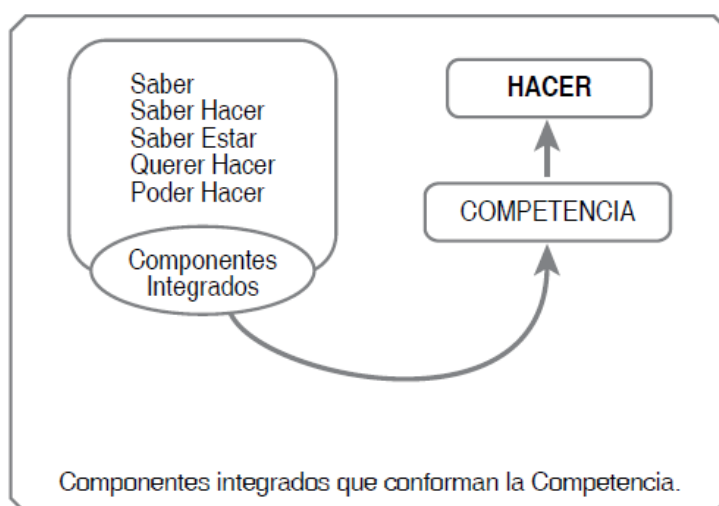 Saber
Saber Hacer
Saber Estar
Querer Hacer
Poder Hacer
Componentes
Integrados
HACER
COMPETENCIA
Componentes integrados que conforman la Competencia.